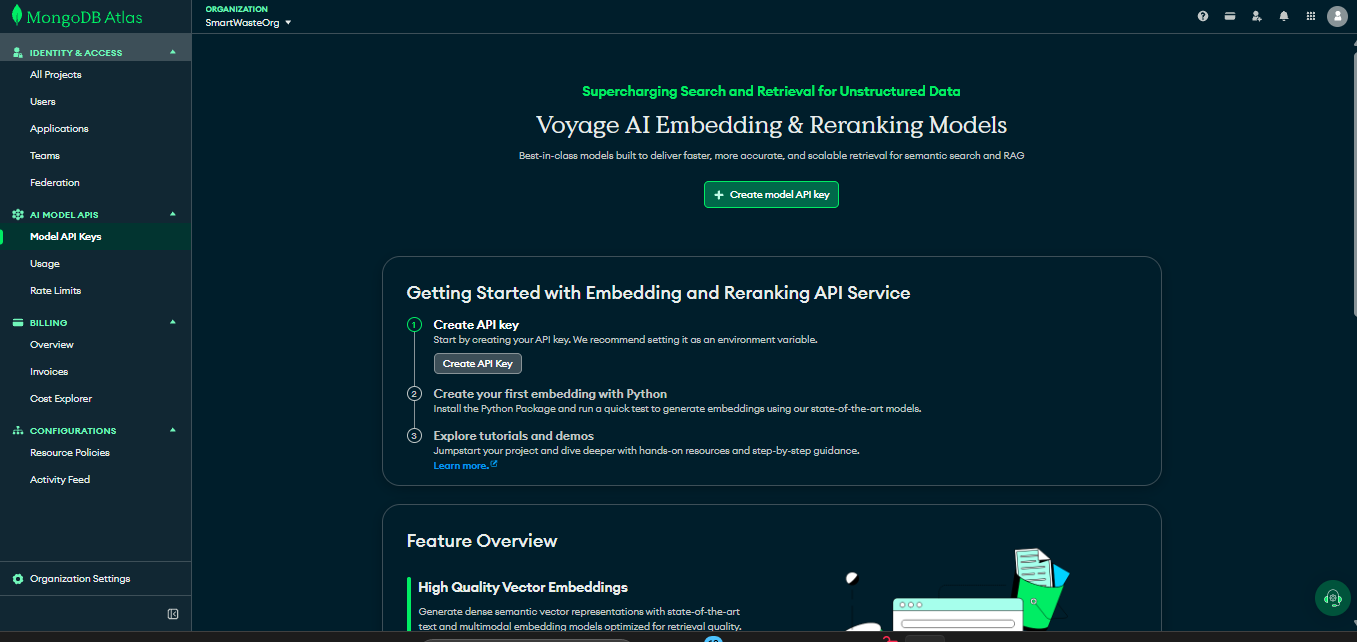 MongoDB Atlas
ORGANIZATION
SmartWasteOrg
IDENTITY & ACCESS
All Projects
Users
Applications
Teams
Federation
AI MODEL APIS
Model API Keys
Usage
Rate Limits
BILLING
Overview
Invoices
Cost Explorer
CONFIGURATIONS
Resource Policies
Activity Feed
Organization Settings
Supercharging Search and Retrieval for Unstructured Data
Voyage AI Embedding & Reranking Models
Best-in-class models built to deliver faster, more accurate, and scalable retrieval for semantic search and RAG
+ Create model API key
Getting Started with Embedding and Reranking API Service
1 Create API key
Start by creating your API key. We recommend setting it as an environment variable.
Create API Key
2 Create your first embedding with Python
Install the Python Package and run a quick test to generate embeddings using our state-of-the-art models.
3 Explore tutorials and demos
Jumpstart your project and dive deeper with hands-on resources and step-by-step guidance.
Learn more.
Feature Overview
High Quality Vector Embeddings
Generate dense semantic vector representations with state-of-the-art
text and multimodal embedding models optimized for retrieval quality.